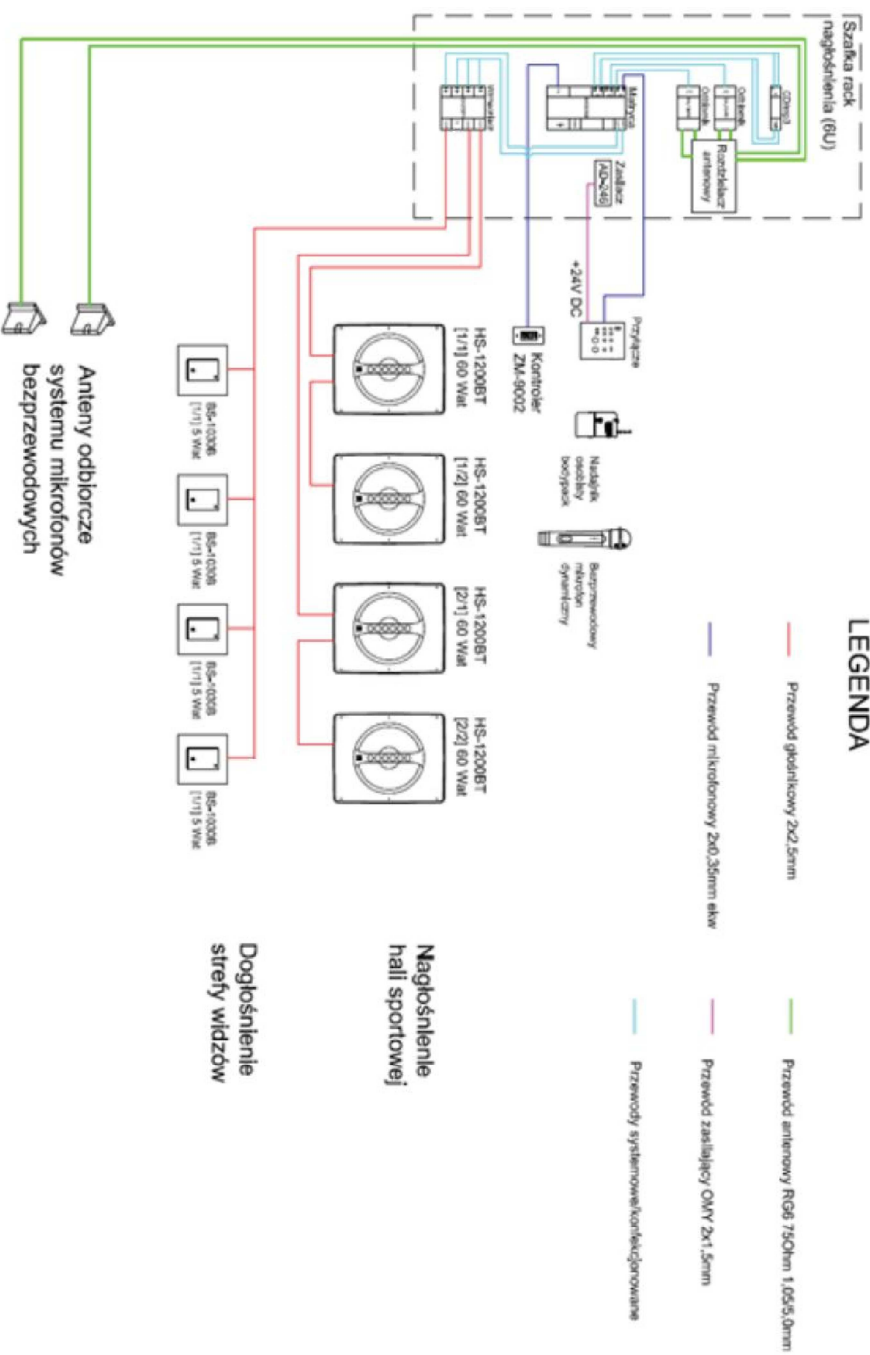 LEGENDA
Przewód głośnikowy 2x2,5mm
Przewód mikrofonowy 2x0,35mm ekw
Przewód antenowy RG6 75Ohm 1,05/5,0mm
Przewód zasilający OMY 2x1,5mm
Przewody systemowe/konfekcjonowane
Szafka rack
nagłośnienia (6U)
CD/mp3
Odbiornik
Odbiornik
Rozdzielacz
antenowy
Matryca
Zasilacz
AD-246
Wzmacniacz
Przyłącze
+24V DC
Kontroler
ZM-9002
Nadajnik
osobisty
bodypack
Bezprzewodowy
mikrofon
dynamiczny
HS-1200BT
[1/1] 60 Wat
HS-1200BT
[1/2] 60 Wat
HS-1200BT
[2/1] 60 Wat
HS-1200BT
[2/2] 60 Wat
Nagłośnienie
hali sportowej
BS-1030B
[1/1] 5 Wat
BS-1030B
[1/1] 5 Wat
BS-1030B
[1/1] 5 Wat
BS-1030B
[1/1] 5 Wat
Dogłośnienie
strefy widzów
Anteny odbiorcze
systemu mikrofonów
bezprzewodowych